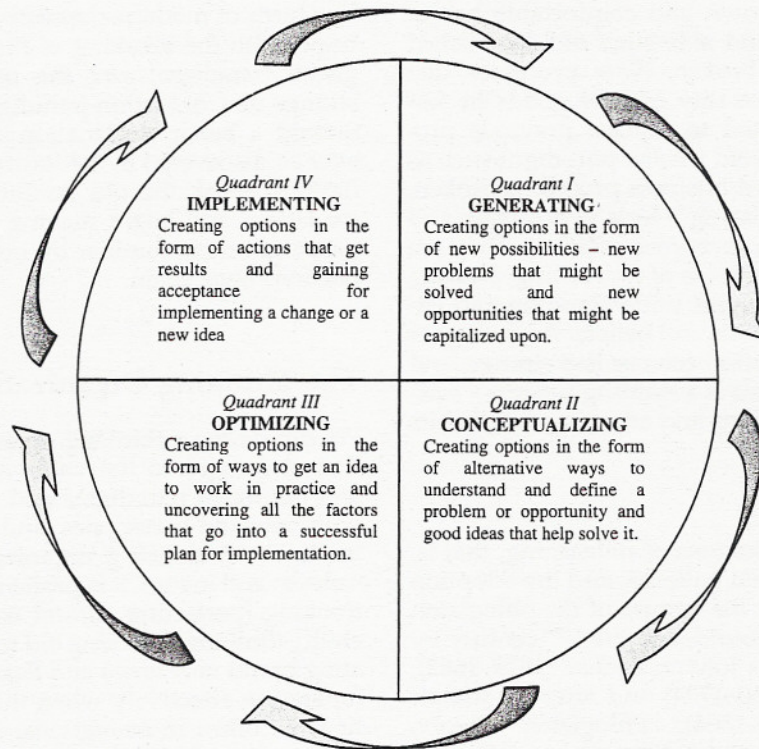 Quadrant IV
IMPLEMENTING
Creating options in the
form of actions that get
results and gaining
acceptance for
implementing a change or a
new idea
Quadrant I
GENERATING
Creating options in the form
of new possibilities – new
problems that might be
solved and new
opportunities that might be
capitalized upon.
Quadrant III
OPTIMIZING
Creating options in the
form of ways to get an idea
to work in practice and
uncovering all the factors
that go into a successful
plan for implementation.
Quadrant II
CONCEPTUALIZING
Creating options in the form
of alternative ways to
understand and define a
problem or opportunity and
good ideas that help solve it.